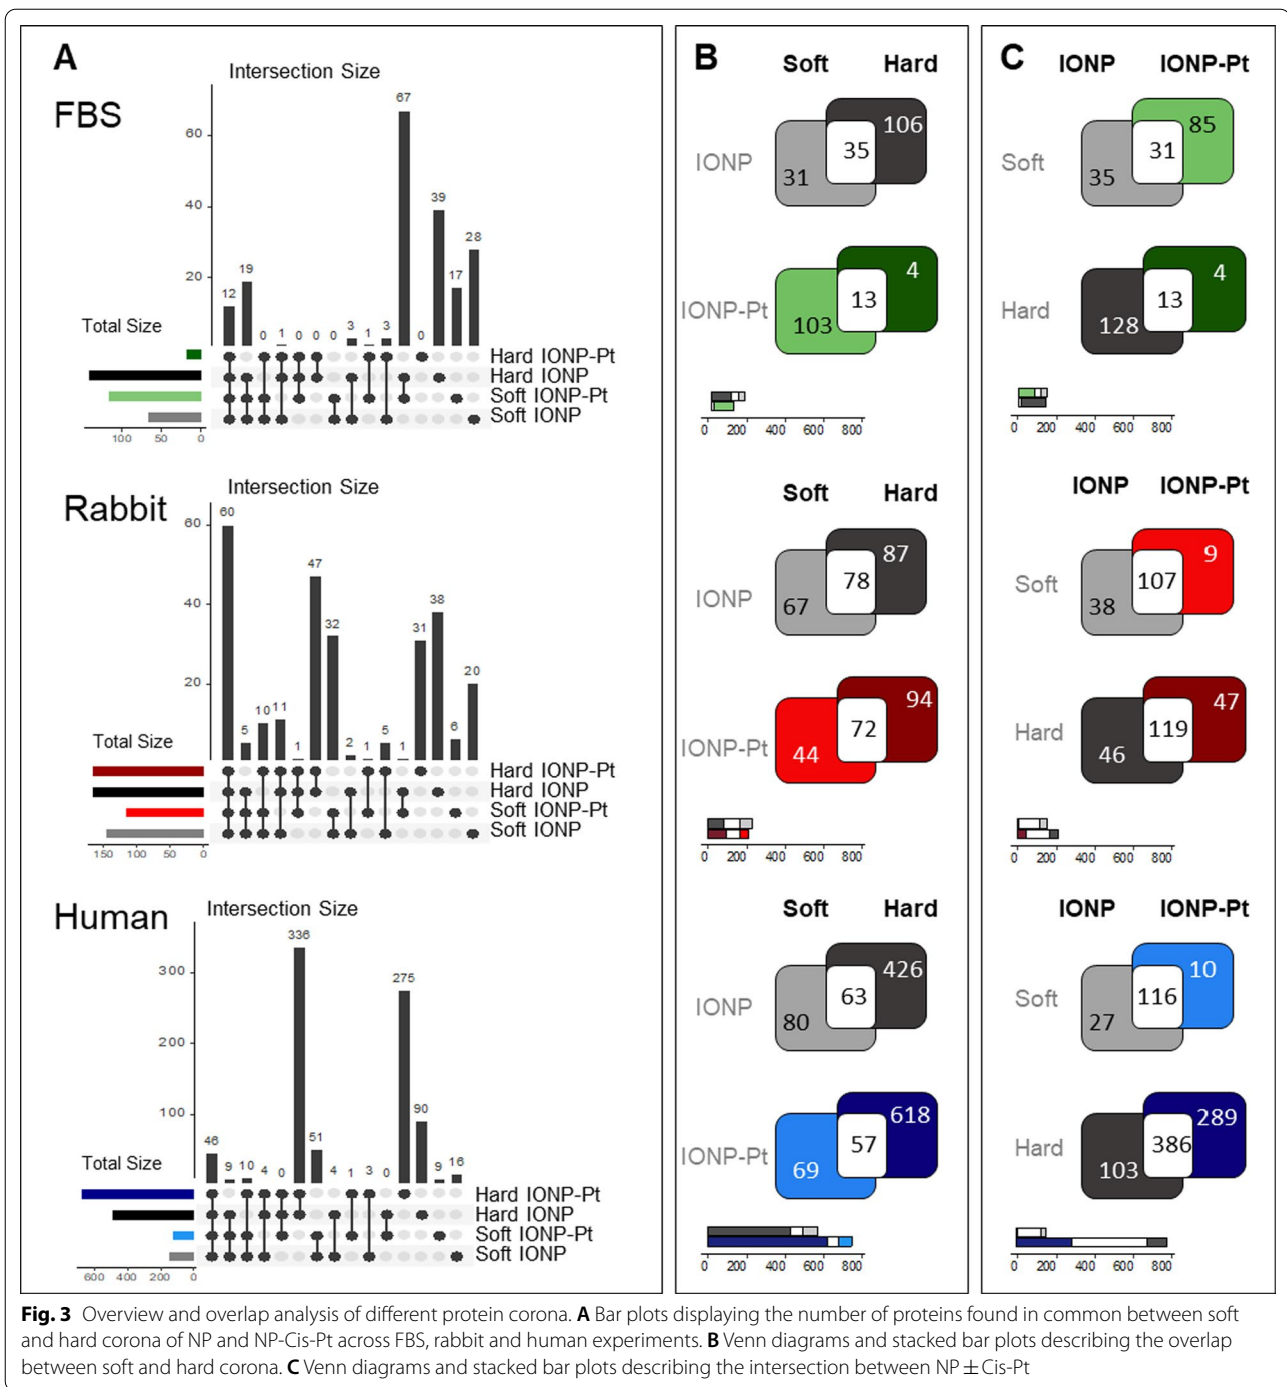 A
Intersection Size
FBS
67
60
40
20
39
28
19
17
12
0
1
0
0
0
3
1
3
0
Total Size
Hard IONP-Pt
Hard IONP
Soft IONP-Pt
Soft IONP
100 50 0
Intersection Size
Rabbit
60
60
40
20
47
38
32
31
20
5
10
11
1
2
1
5
1
6
Total Size
Hard IONP-Pt
Hard IONP
Soft IONP-Pt
Soft IONP
150 100 50 0
Human
Intersection Size
336
300
200
100
275
90
51
46
9
10
4
0
4
1
3
0
9
16
Total Size
Hard IONP-Pt
Hard IONP
Soft IONP-Pt
Soft IONP
600 400 200 0
B
Soft Hard
IONP
31 35 106
IONP-Pt
103 13 4
0 200 400 600 800
Soft Hard
IONP
67 78 87
IONP-Pt
44 72 94
0 200 400 600 800
Soft Hard
IONP
80 63 426
IONP-Pt
69 57 618
0 200 400 600 800
C
IONP IONP-Pt
Soft
35 31 85
Hard
128 13 4
0 200 400 600 800
IONP IONP-Pt
Soft
38 107 9
Hard
46 119 47
0 200 400 600 800
IONP IONP-Pt
Soft
27 116 10
Hard
103 386 289
0 200 400 600 800
Fig. 3 Overview and overlap analysis of different protein corona. A Bar plots displaying the number of proteins found in common between soft
and hard corona of NP and NP-Cis-Pt across FBS, rabbit and human experiments. B Venn diagrams and stacked bar plots describing the overlap
between soft and hard corona. C Venn diagrams and stacked bar plots describing the intersection between NP ± Cis-Pt